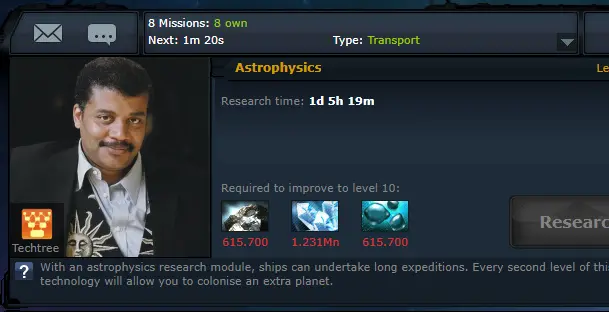 8 Missions: 8 own
Next: 1m 20s Type: Transport
Astrophysics
Research time: 1d 5h 19m
Required to improve to level 10:
615.700 1.231Mn 615.700
Techtree
? With an astrophysics research module, ships can undertake long expeditions. Every second level of this
technology will allow you to colonise an extra planet.